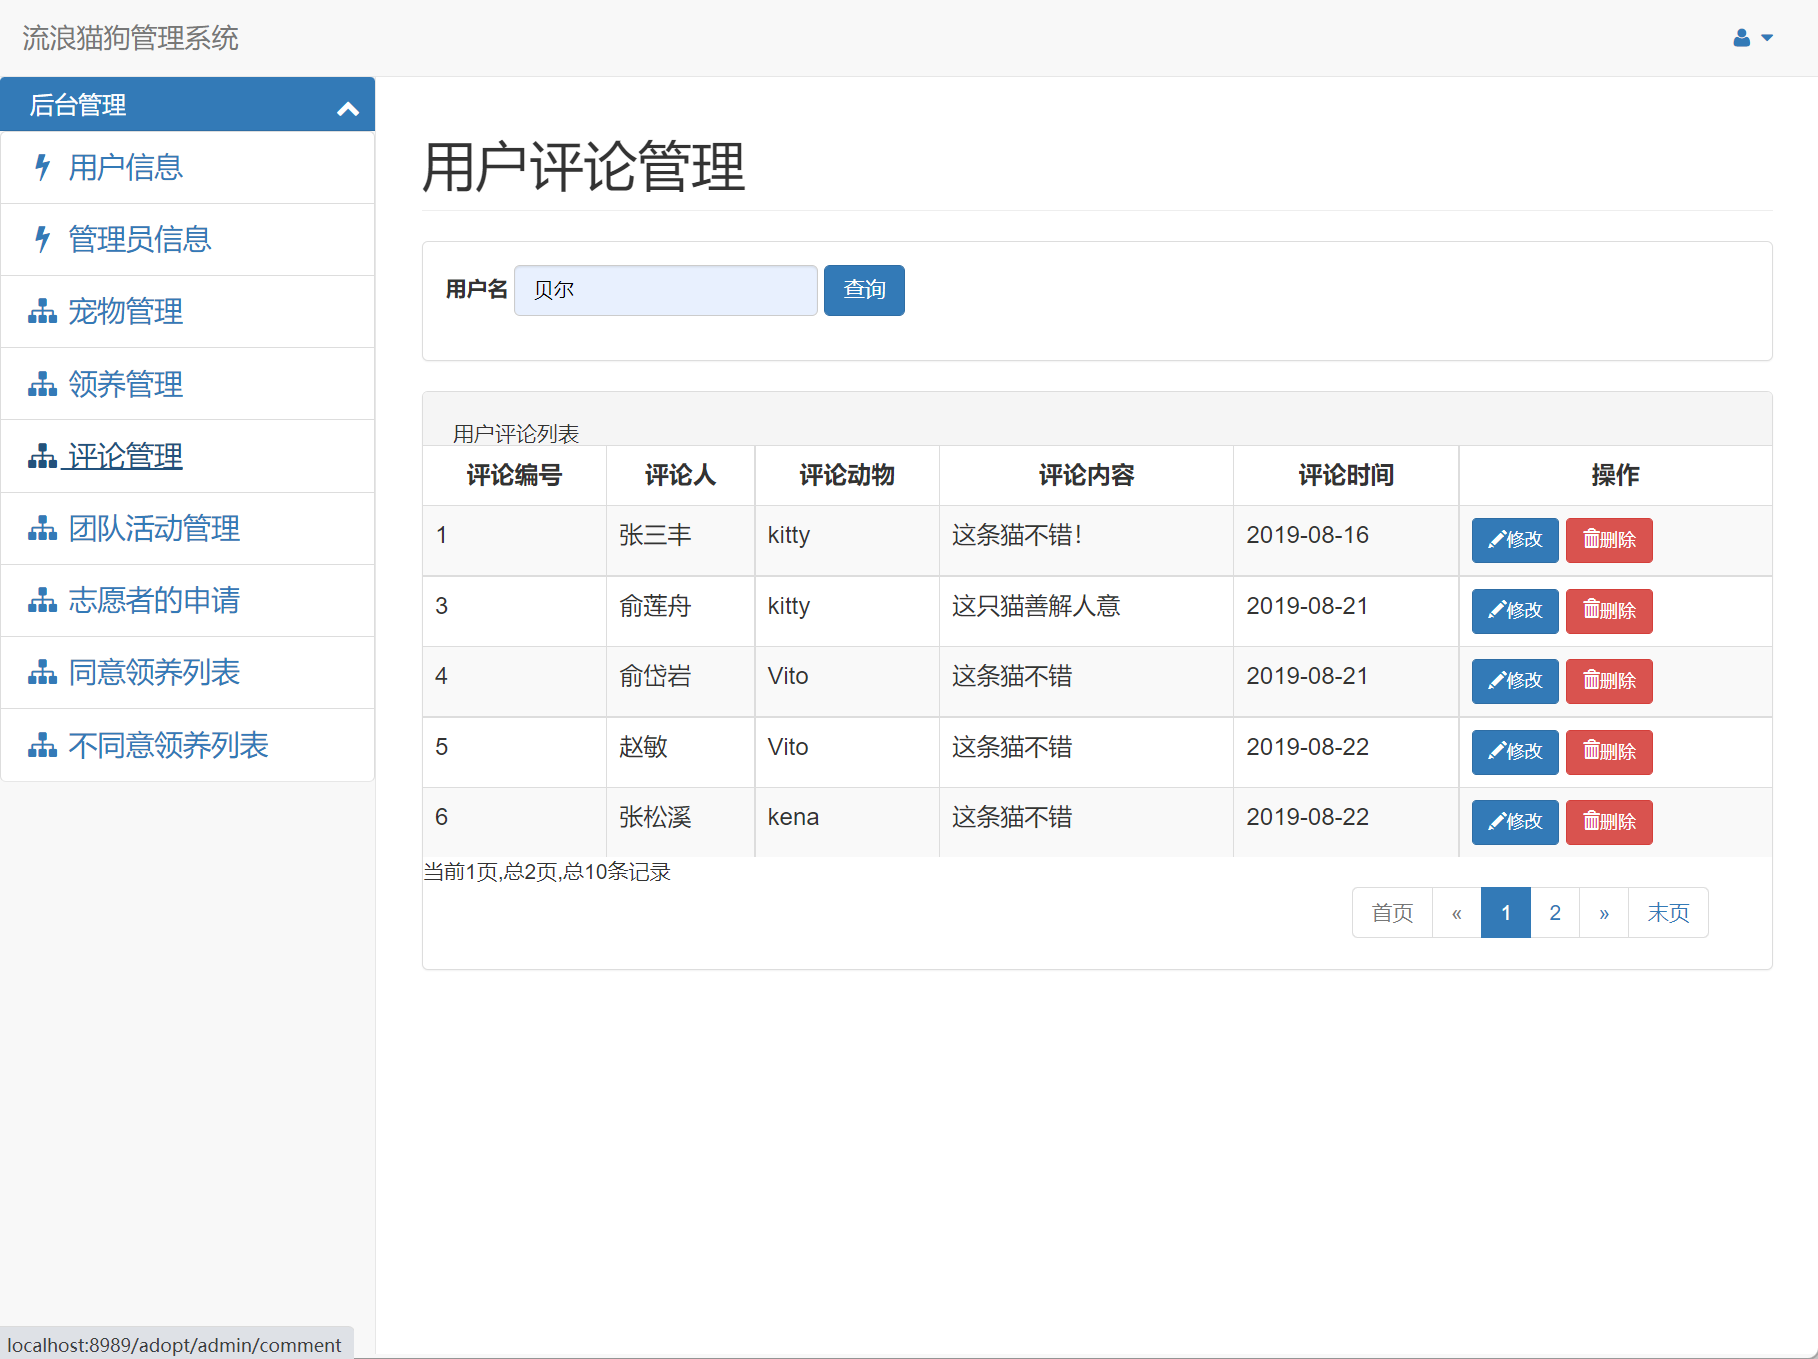 流浪猫狗管理系统
后台管理
用户信息
管理员信息
宠物管理
领养管理
评论管理
团队活动管理
志愿者的申请
同意领养列表
不同意领养列表
用户评论管理
用户名 贝尔 查询
用户评论列表
评论编号 评论人 评论动物 评论内容 评论时间 操作
1 张三丰 kitty 这条猫不错！ 2019-08-16 修改 删除
3 俞莲舟 kitty 这只猫善解人意 2019-08-21 修改 删除
4 俞岱岩 Vito 这条猫不错 2019-08-21 修改 删除
5 赵敏 Vito 这条猫不错 2019-08-22 修改 删除
6 张松溪 kena 这条猫不错 2019-08-22 修改 删除
当前1页,总2页,总10条记录
首页 « 1 2 » 末页
localhost:8989/adopt/admin/comment